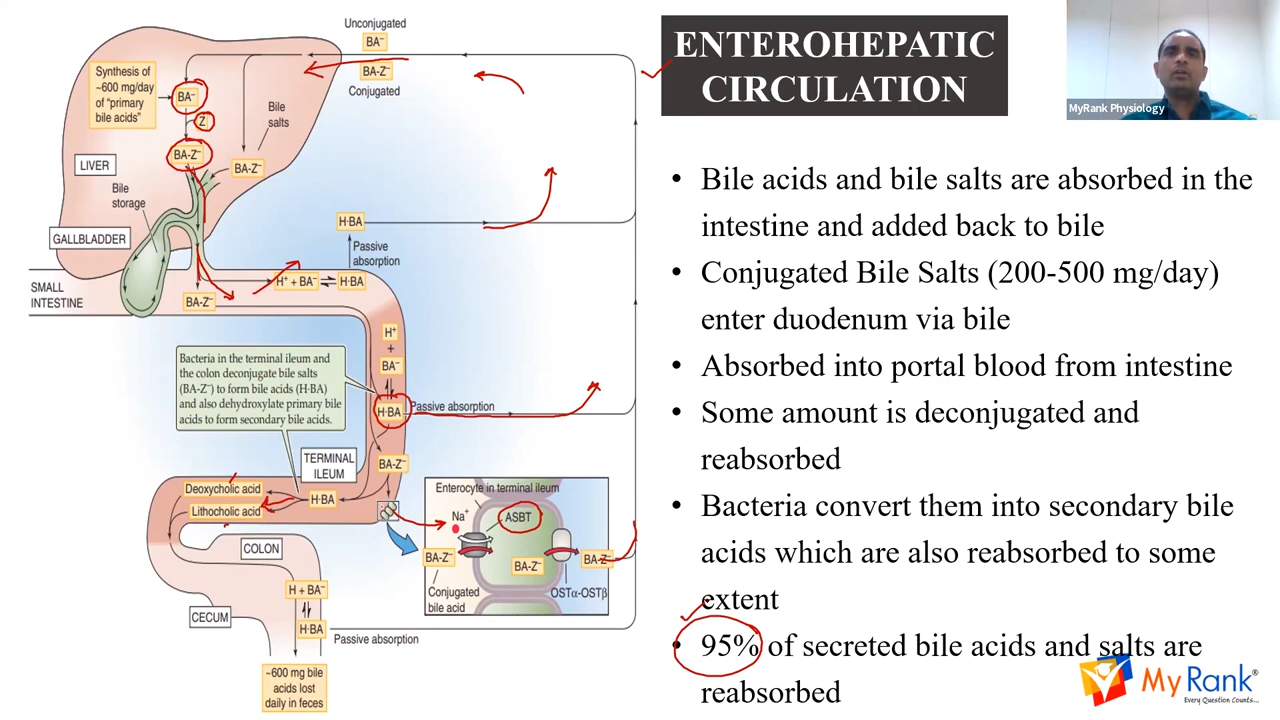 Unconjugated
BA⁻
BA-Z⁻
Conjugated
Synthesis of
~600 mg/day
of "primary
bile acids"
BA⁻
Z
BA-Z⁻
Bile
salts
BA-Z⁻
LIVER
Bile
storage
GALLBLADDER
SMALL
INTESTINE
BA-Z⁻
H⁺ + BA⁻ ⇌ H·BA
H·BA
Passive
absorption
H⁺
+
BA⁻
H·BA
Passive absorption
Bacteria in the terminal ileum and
the colon deconjugate bile salts
(BA-Z⁻) to form bile acids (H·BA)
and also dehydroxylate primary bile
acids to form secondary bile acids.
TERMINAL
ILEUM
BA-Z⁻
Deoxycholic acid
Lithocholic acid
H·BA
Enterocyte in terminal ileum
Na⁺
ASBT
BA-Z⁻
BA-Z⁻
BA-Z⁻
Conjugated
bile acid
OSTα-OSTβ
COLON
CECUM
H + BA⁻
H·BA
Passive absorption
~600 mg bile
acids lost
daily in feces
ENTEROHEPATIC
CIRCULATION
MyRank Physiology
• Bile acids and bile salts are absorbed in the
intestine and added back to bile
• Conjugated Bile Salts (200-500 mg/day)
enter duodenum via bile
• Absorbed into portal blood from intestine
• Some amount is deconjugated and
reabsorbed
• Bacteria convert them into secondary bile
acids which are also reabsorbed to some
extent
• 95% of secreted bile acids and salts are
reabsorbed
My Rank®
Every Question Counts...